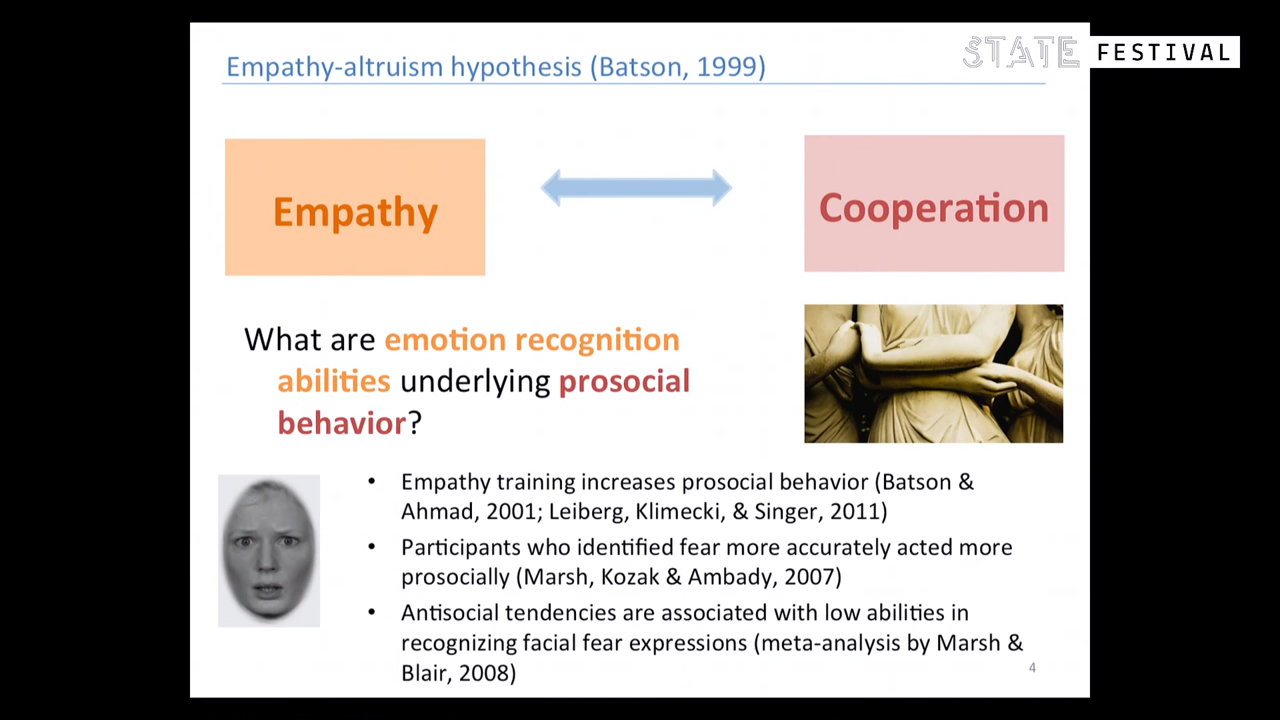 STATE FESTIVAL
Empathy-altruism hypothesis (Batson, 1999)
Empathy
Cooperation
What are emotion recognition
abilities underlying prosocial
behavior?
• Empathy training increases prosocial behavior (Batson &
Ahmad, 2001; Leiberg, Klimecki, & Singer, 2011)
• Participants who identified fear more accurately acted more
prosocially (Marsh, Kozak & Ambady, 2007)
• Antisocial tendencies are associated with low abilities in
recognizing facial fear expressions (meta-analysis by Marsh &
Blair, 2008)
4